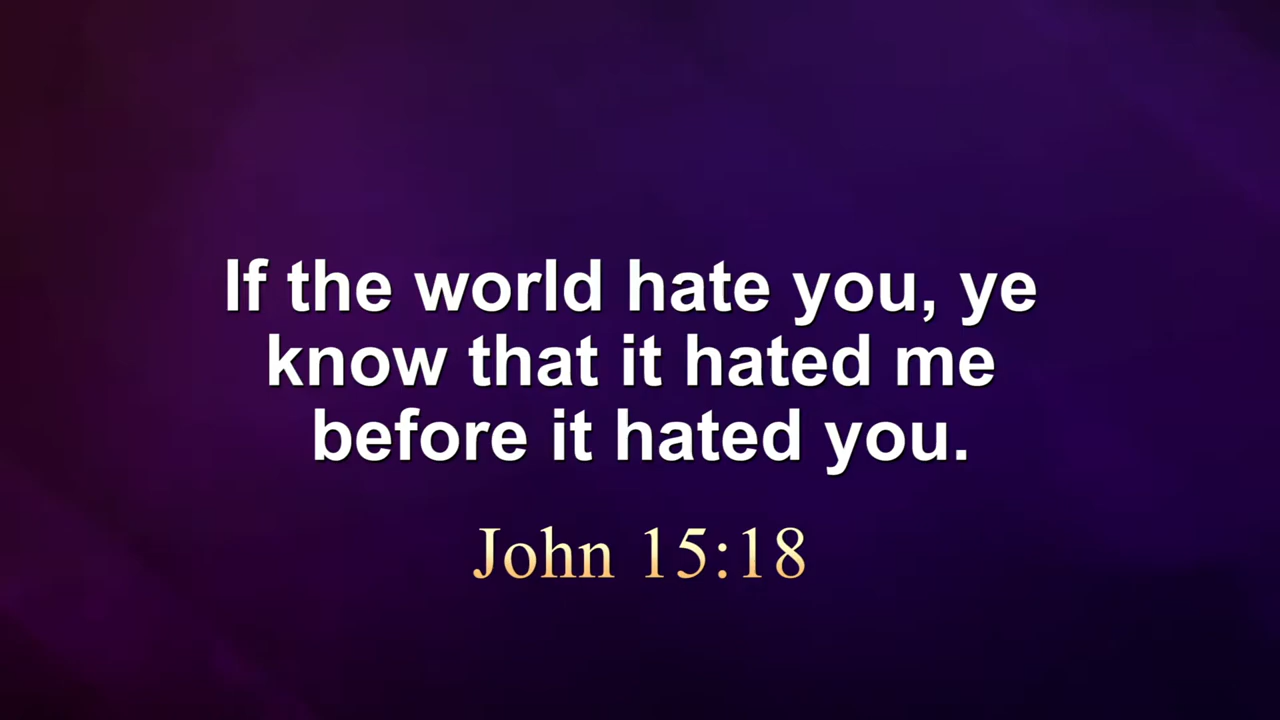 If the world hate you, ye
know that it hated me
before it hated you.
John 15:18